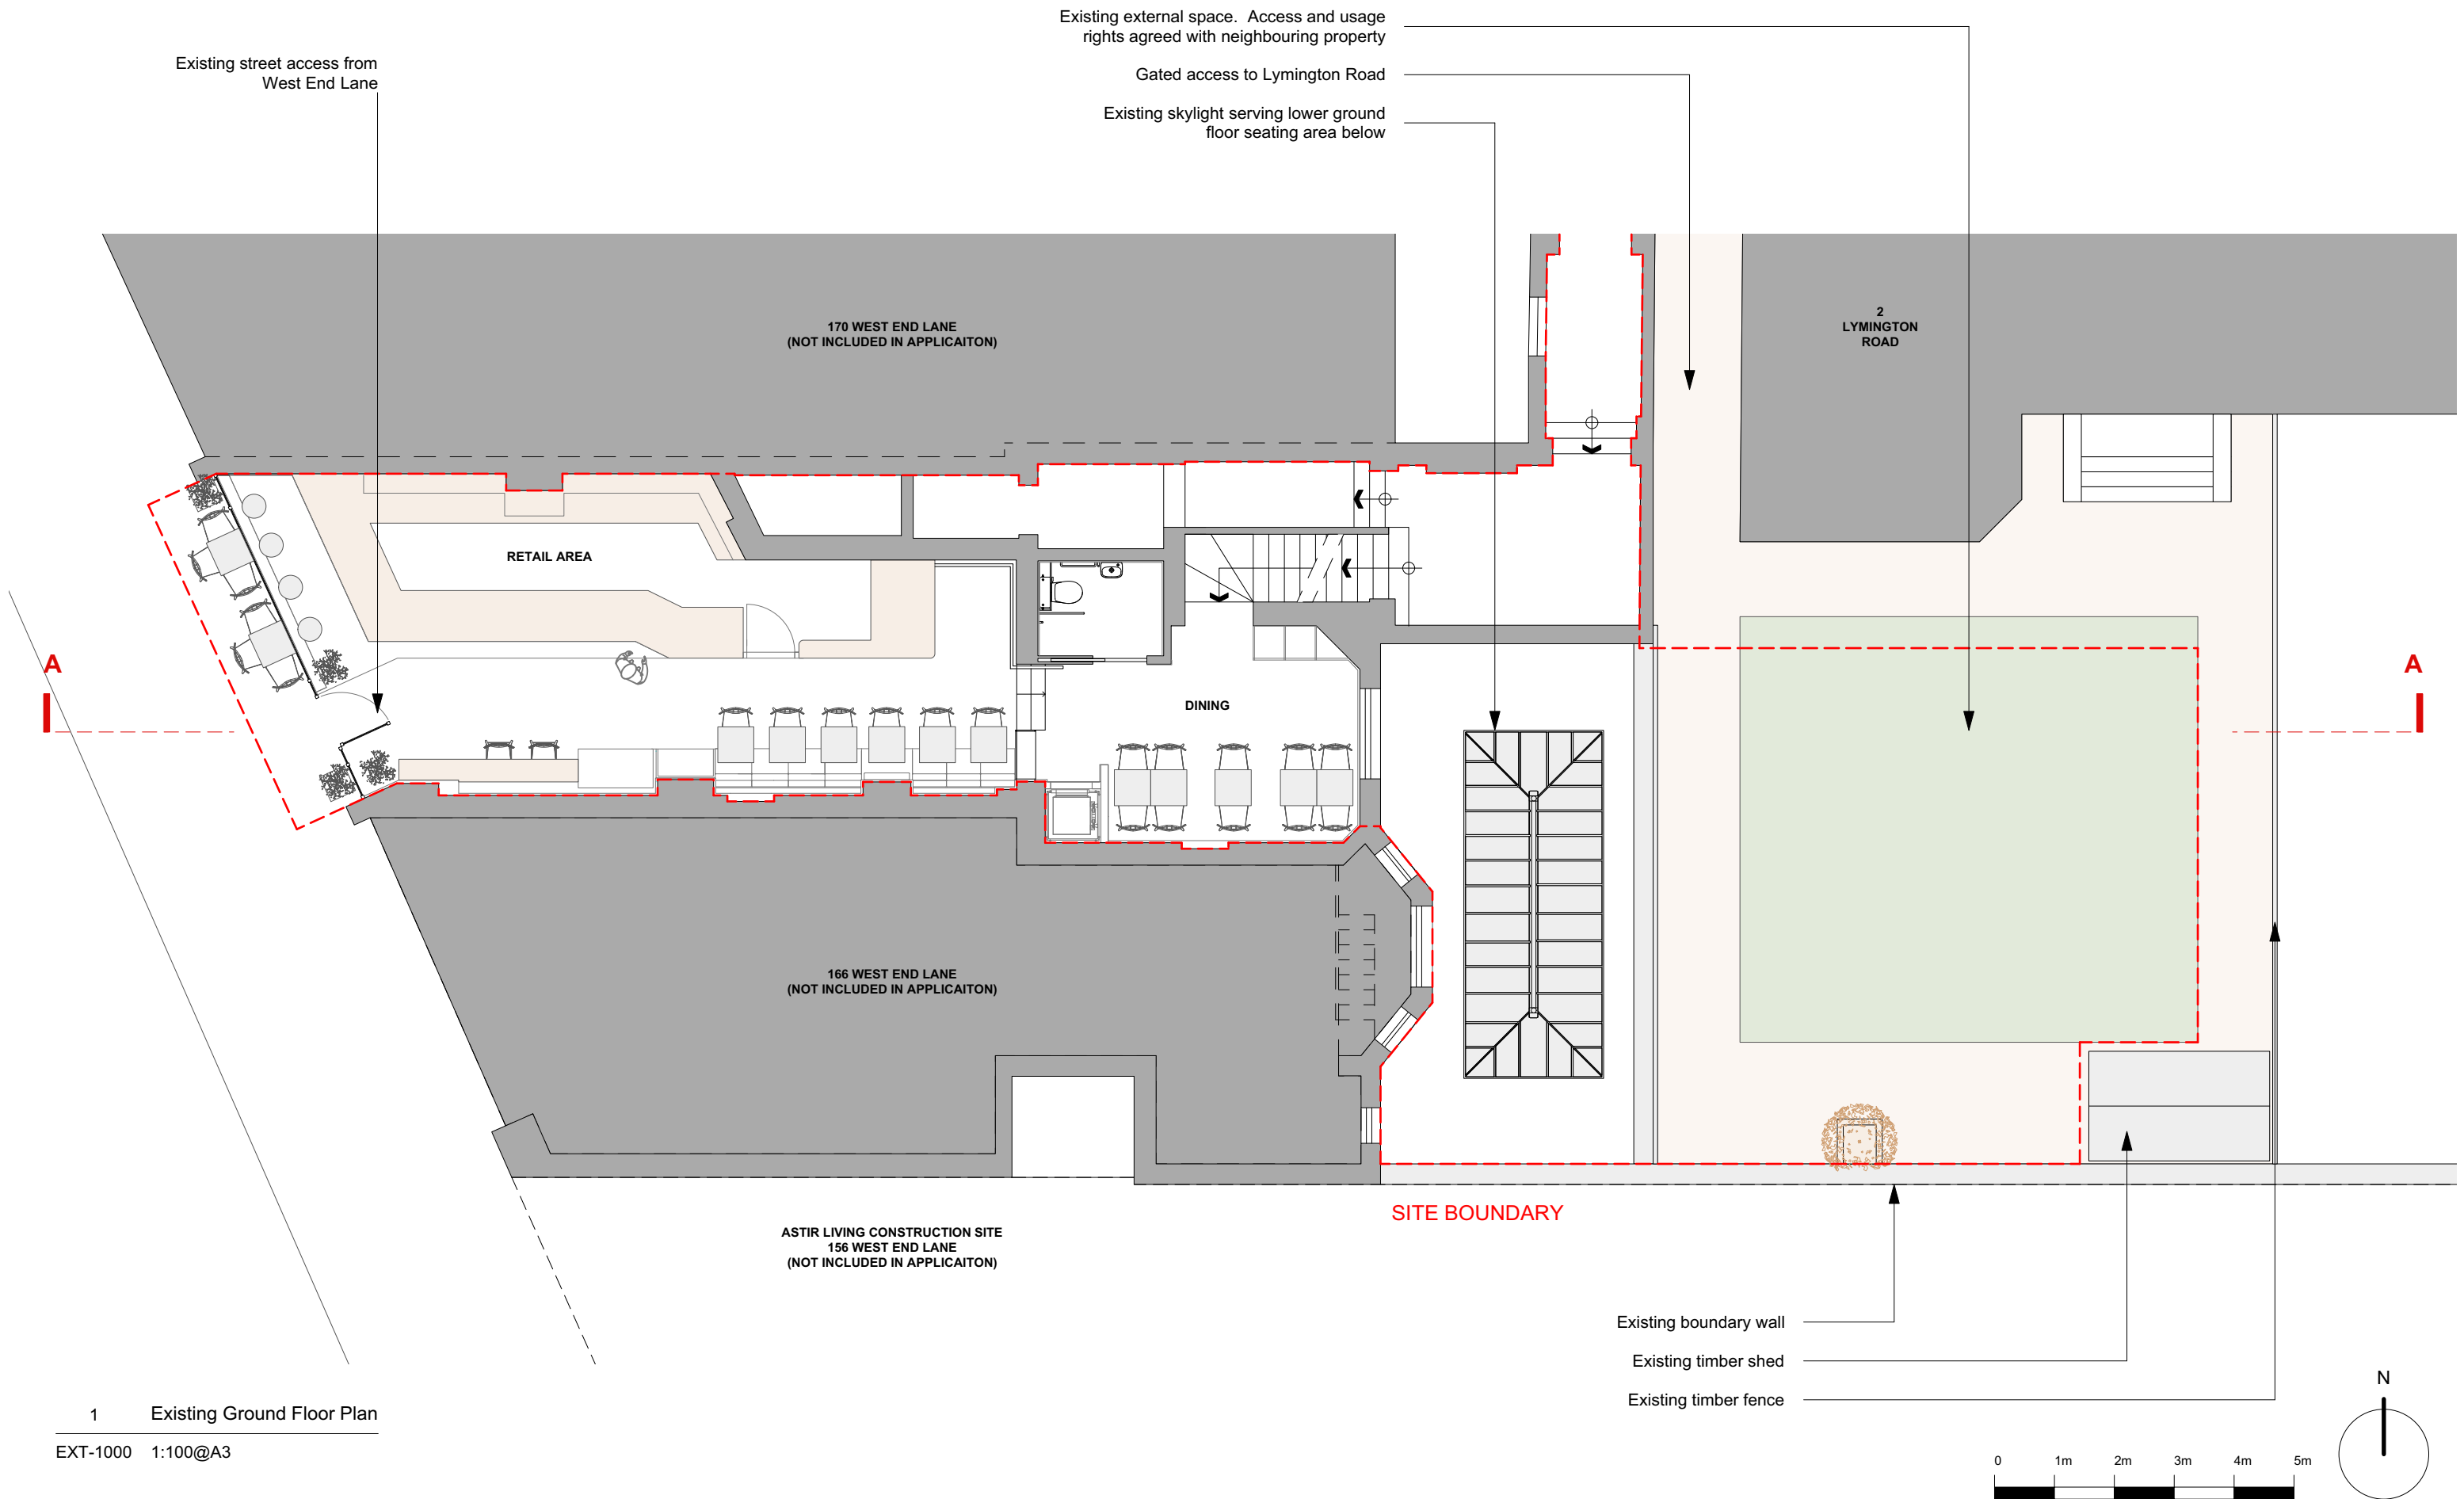 Existing external space.  Access and usage
rights agreed with neighbouring property
Existing street access from
West End Lane
Gated access to Lymington Road
Existing skylight serving lower ground
floor seating area below
170 WEST END LANE
(NOT INCLUDED IN APPLICAITON)
2
LYMINGTON
ROAD
RETAIL AREA
A
A
DINING
166 WEST END LANE
(NOT INCLUDED IN APPLICAITON)
SITE BOUNDARY
ASTIR LIVING CONSTRUCTION SITE
156 WEST END LANE
(NOT INCLUDED IN APPLICAITON)
Existing boundary wall
Existing timber shed
Existing timber fence
1 Existing Ground Floor Plan
EXT-1000 1:100@A3
N
0 1m 2m 3m 4m 5m